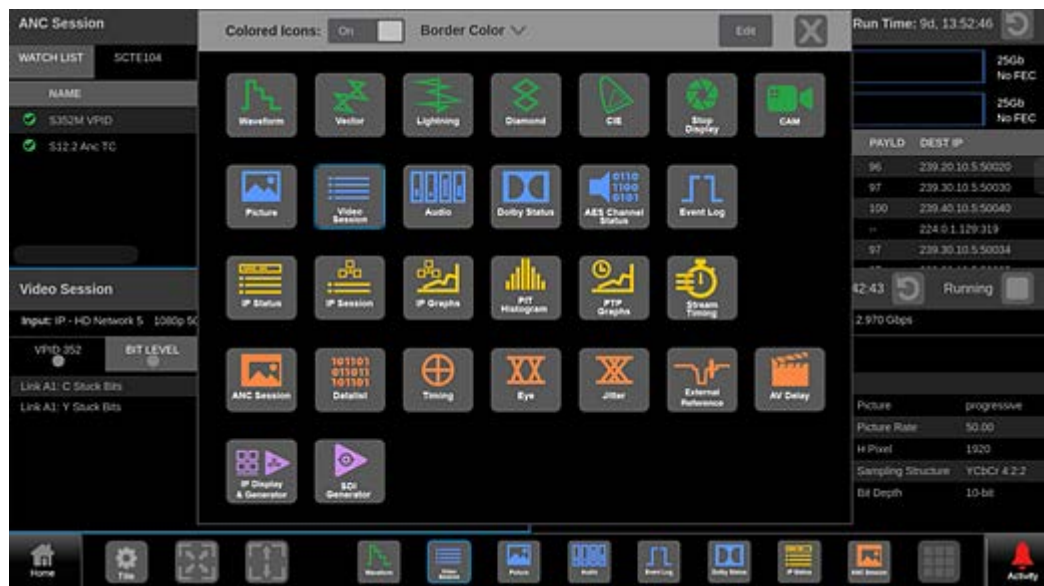 ANC Session
Colored Icons: On
Border Color
Edit
X
Run Time: 9d, 13:52:46
WATCH LIST SCTE104
25Gb
No FEC
NAME
25Gb
No FEC
S352M VPID
S12.2 Anc TC
Waveform
Vector
Lightning
Diamond
CIE
Stop
Display
CAM
PAYLD DEST IP
96 239.20.10.5:50020
97 239.30.10.5:50030
100 239.40.10.5:50040
-- 224.0.1.129:319
97 239.30.10.5:50034
Picture
Video
Session
Audio
Dolby Status
0110
1100
0101
AES Channel
Status
Event Log
Video Session
42:43 Running
IP Status
IP Session
IP Graphs
PIT
Histogram
PTP
Graphs
Stream
Timing
Input: IP - HD Network 5 1080p 50
2.970 Gbps
VPID 352 BIT LEVEL
Link A1: C Stuck Bits
Link A1: Y Stuck Bits
ANC Session
101101
011011
101101
Datalist
Timing
Eye
Jitter
External
Reference
AV Delay
Picture progressive
Picture Rate 50.00
H Pixel 1920
Sampling Structure YCbCr 4:2:2
Bit Depth 10-bit
IP Display
& Generator
SDI
Generator
Home
Title
Waveform
Video
Session
Picture
Audio
Event Log
Dolby Status
IP Status
ANC Session
Activity